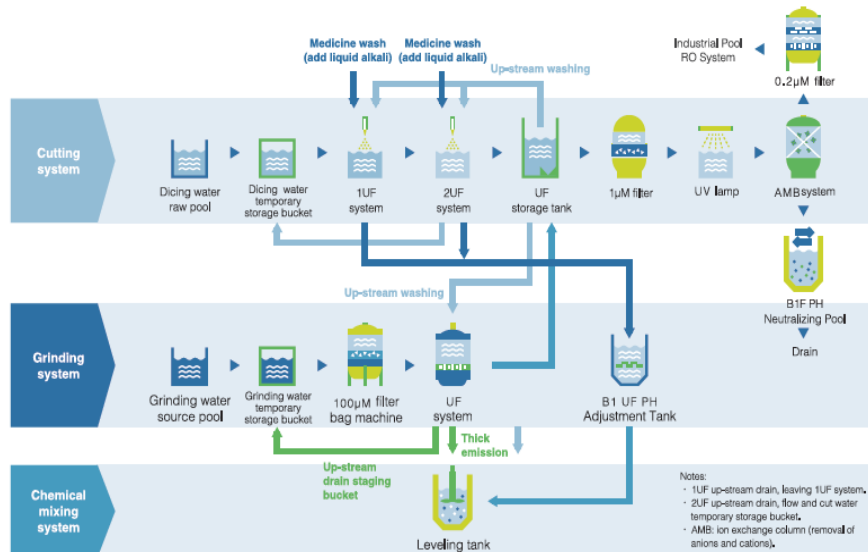 Medicine wash
(add liquid alkali)
Medicine wash
(add liquid alkali)
Up-stream washing
Industrial Pool
RO System
0.2μM filter
Cutting
system
Dicing water
raw pool
Dicing water
temporary
storage bucket
1UF
system
2UF
system
UF
storage tank
1μM filter
UV lamp
AMBsystem
Up-stream washing
B1F PH
Neutralizing Pool
Drain
Grinding
system
Grinding water
source pool
Grinding water
temporary
storage bucket
100μM filter
bag machine
UF
system
B1 UF PH
Adjustment Tank
Up-stream
drain staging
bucket
Thick
emission
Chemical
mixing
system
Leveling tank
Notes:
· 1UF up-stream drain, leaving 1UF system.
· 2UF up-stream drain, flow and cut water
temporary storage bucket.
· AMB: ion exchange column (removal of
anions and cations).